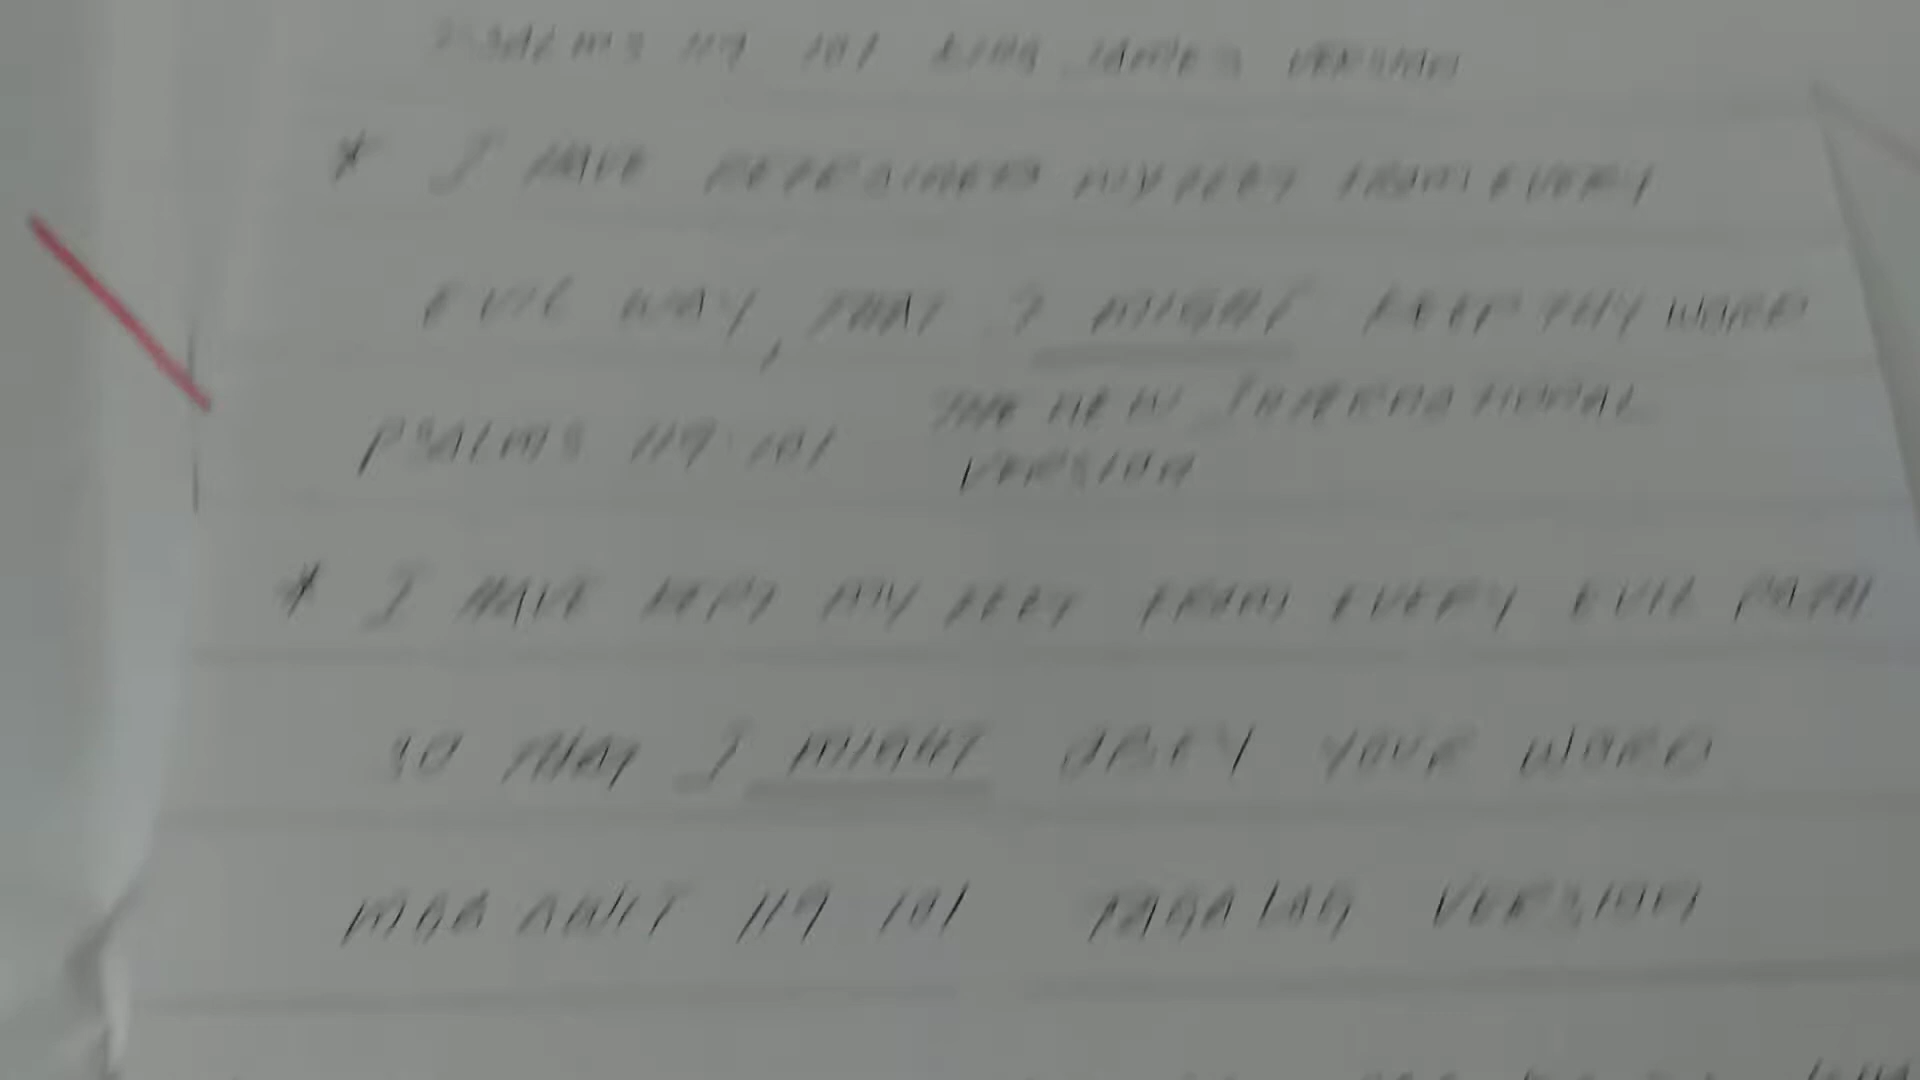 PSALMS 119 101 KING JAMES VERSION
* I HAVE REFRAINED MY FEET FROM EVERY
EVIL WAY, THAT I MIGHT KEEP THY WORD
PSALMS 119:101 THE NEW INTERNATIONAL
VERSION
* I HAVE KEPT MY FEET FROM EVERY EVIL PATH
SO THAT I MIGHT OBEY YOUR WORD
MGA AWIT 119 101 TAGALOG VERSION